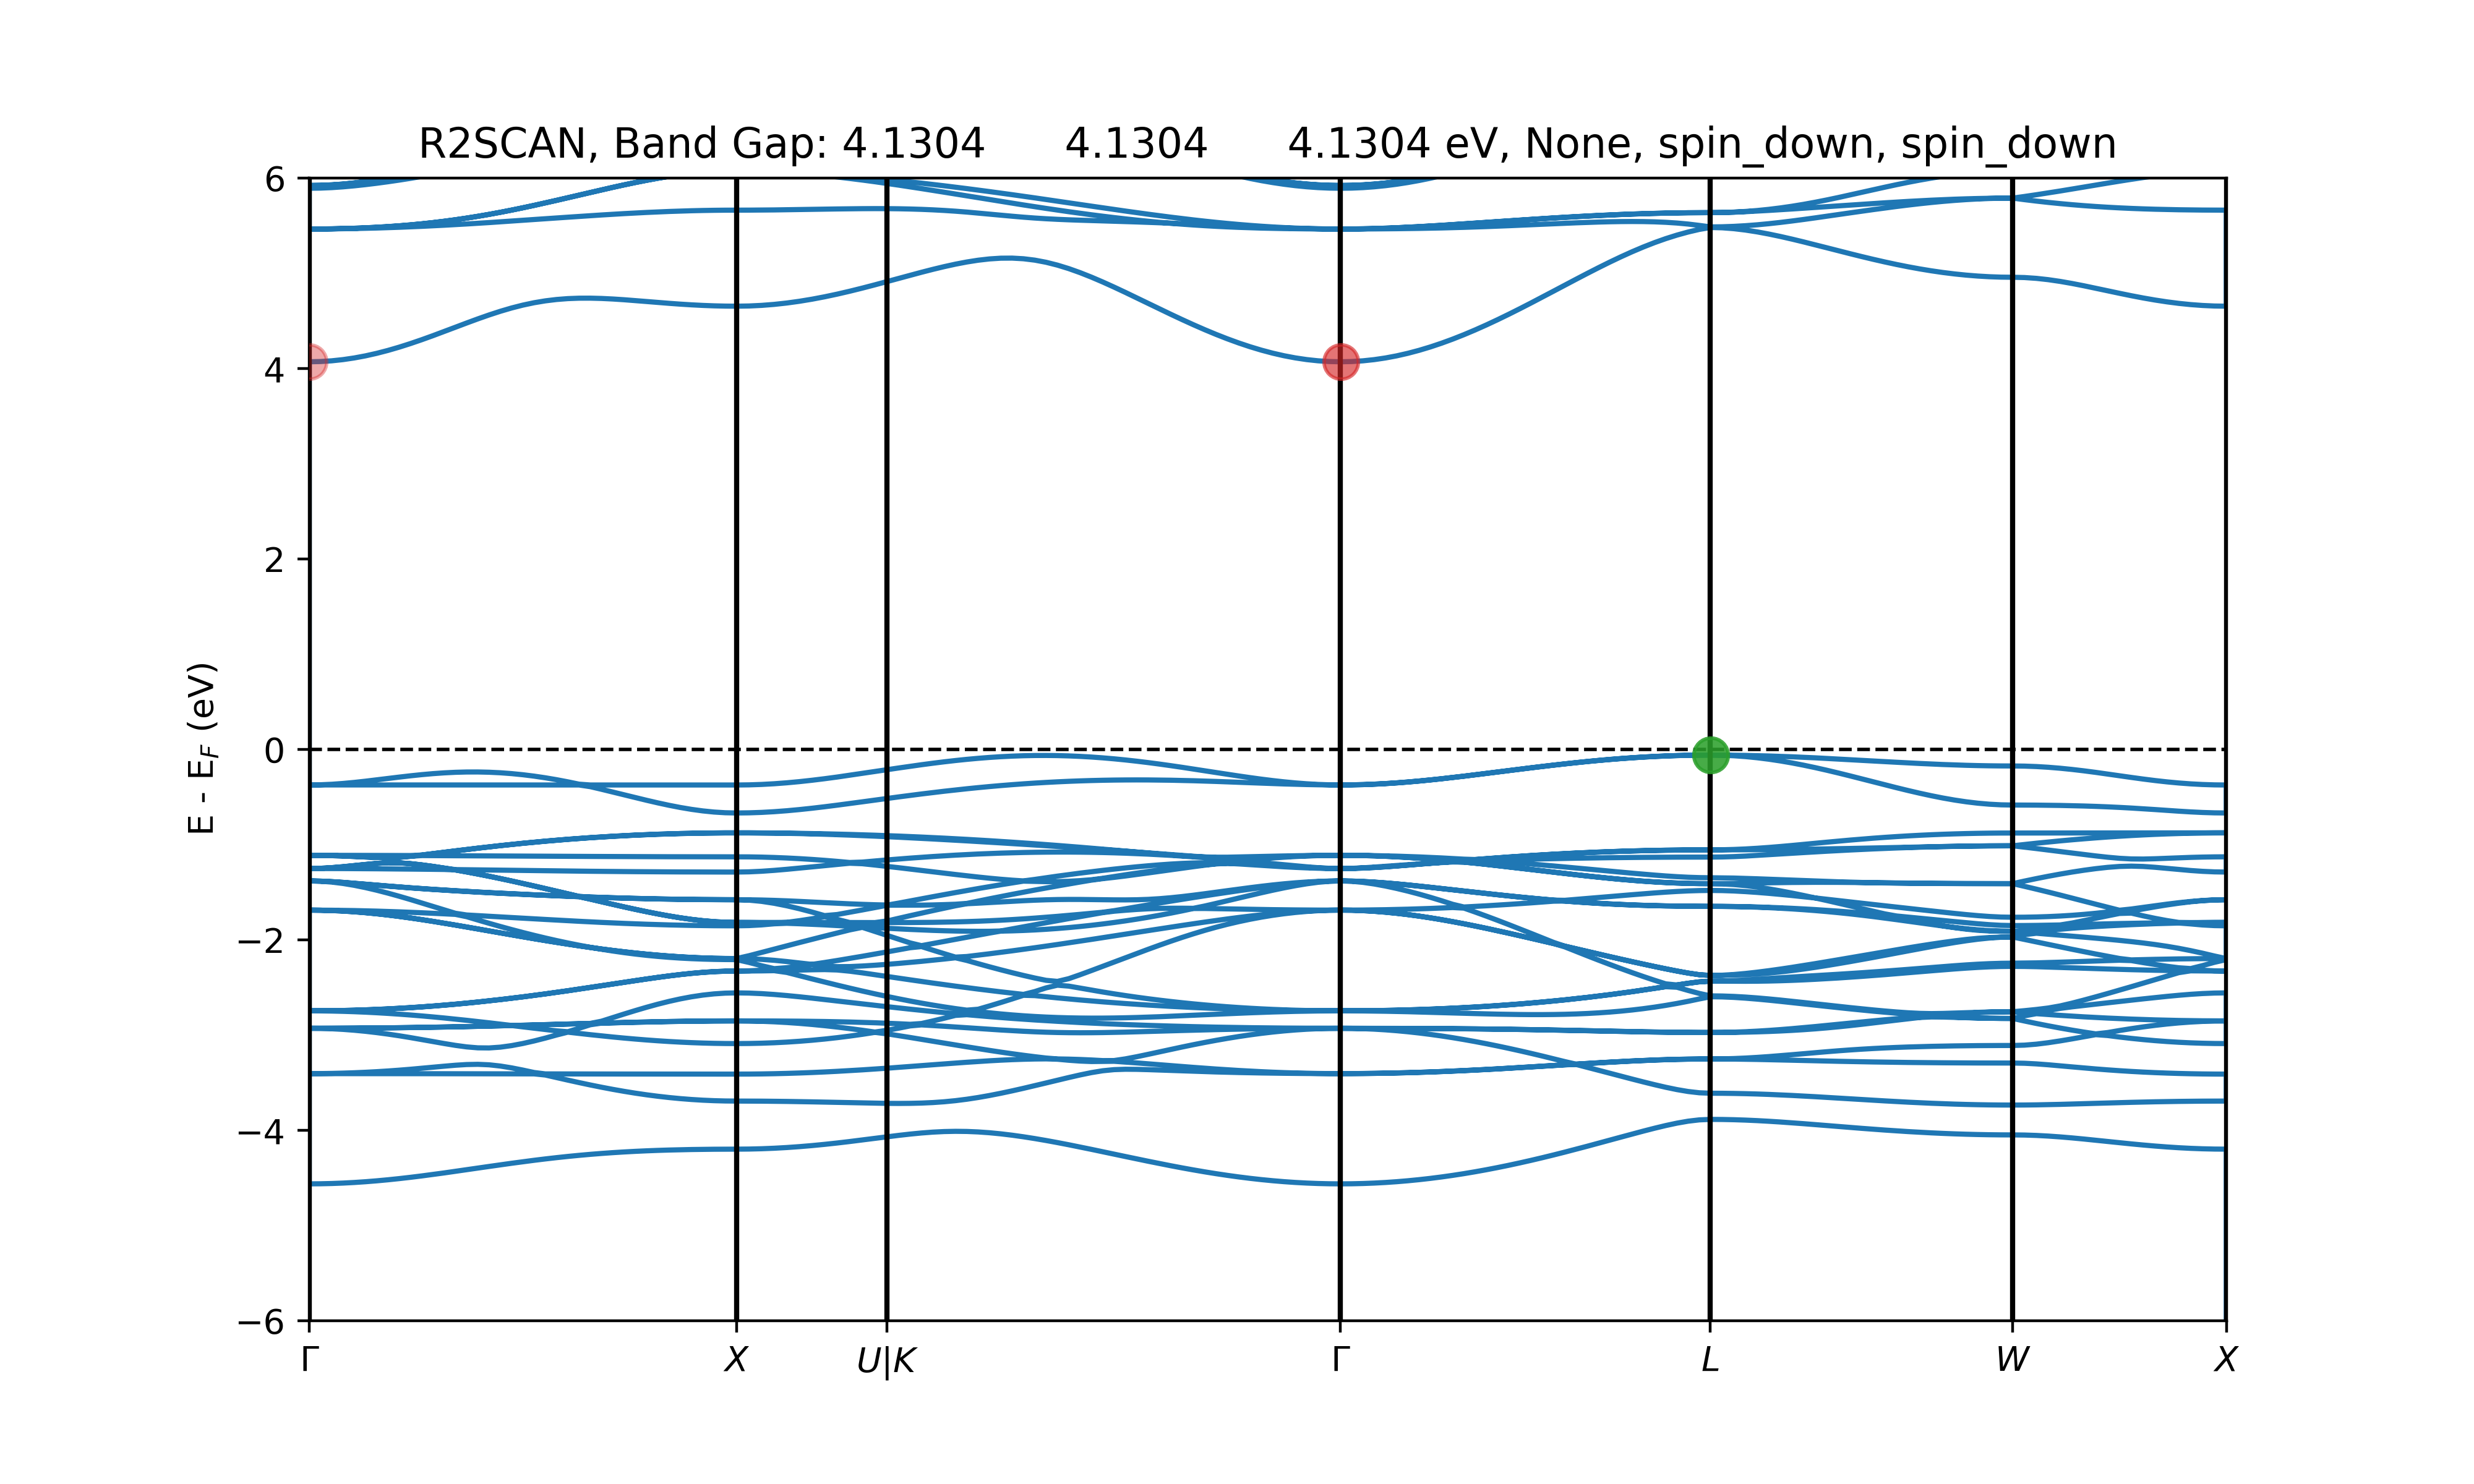 R2SCAN, Band Gap: 4.1304 4.1304 4.1304 eV, None, spin_down, spin_down
6
4
2
0
−2
−4
−6
E - E_F (eV)
Γ X U|K Γ L W X